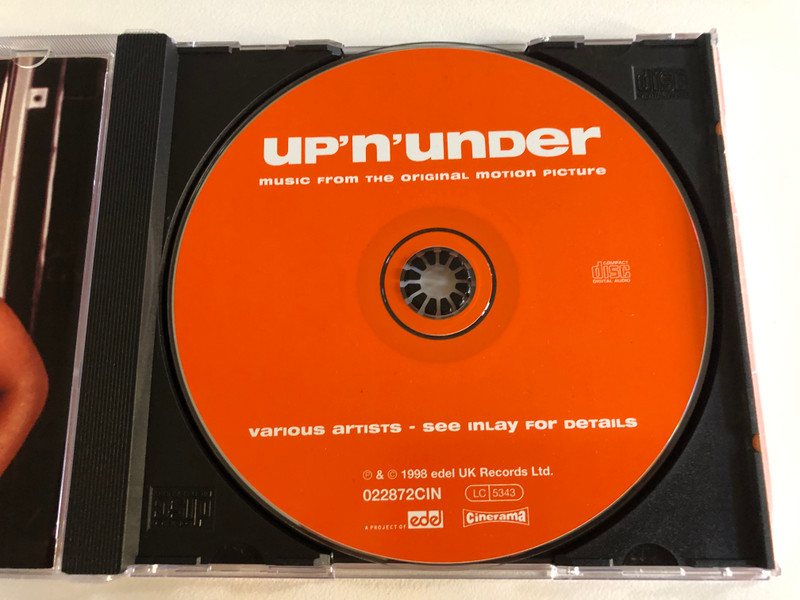 UP'n'UNDer
music from the original motion picture
COMPACT
disc
DIGITAL AUDIO
various artists - see inlay for details
℗ & © 1998 edel UK Records Ltd.
022872CIN LC 5343
A PROJECT OF edel cinerama